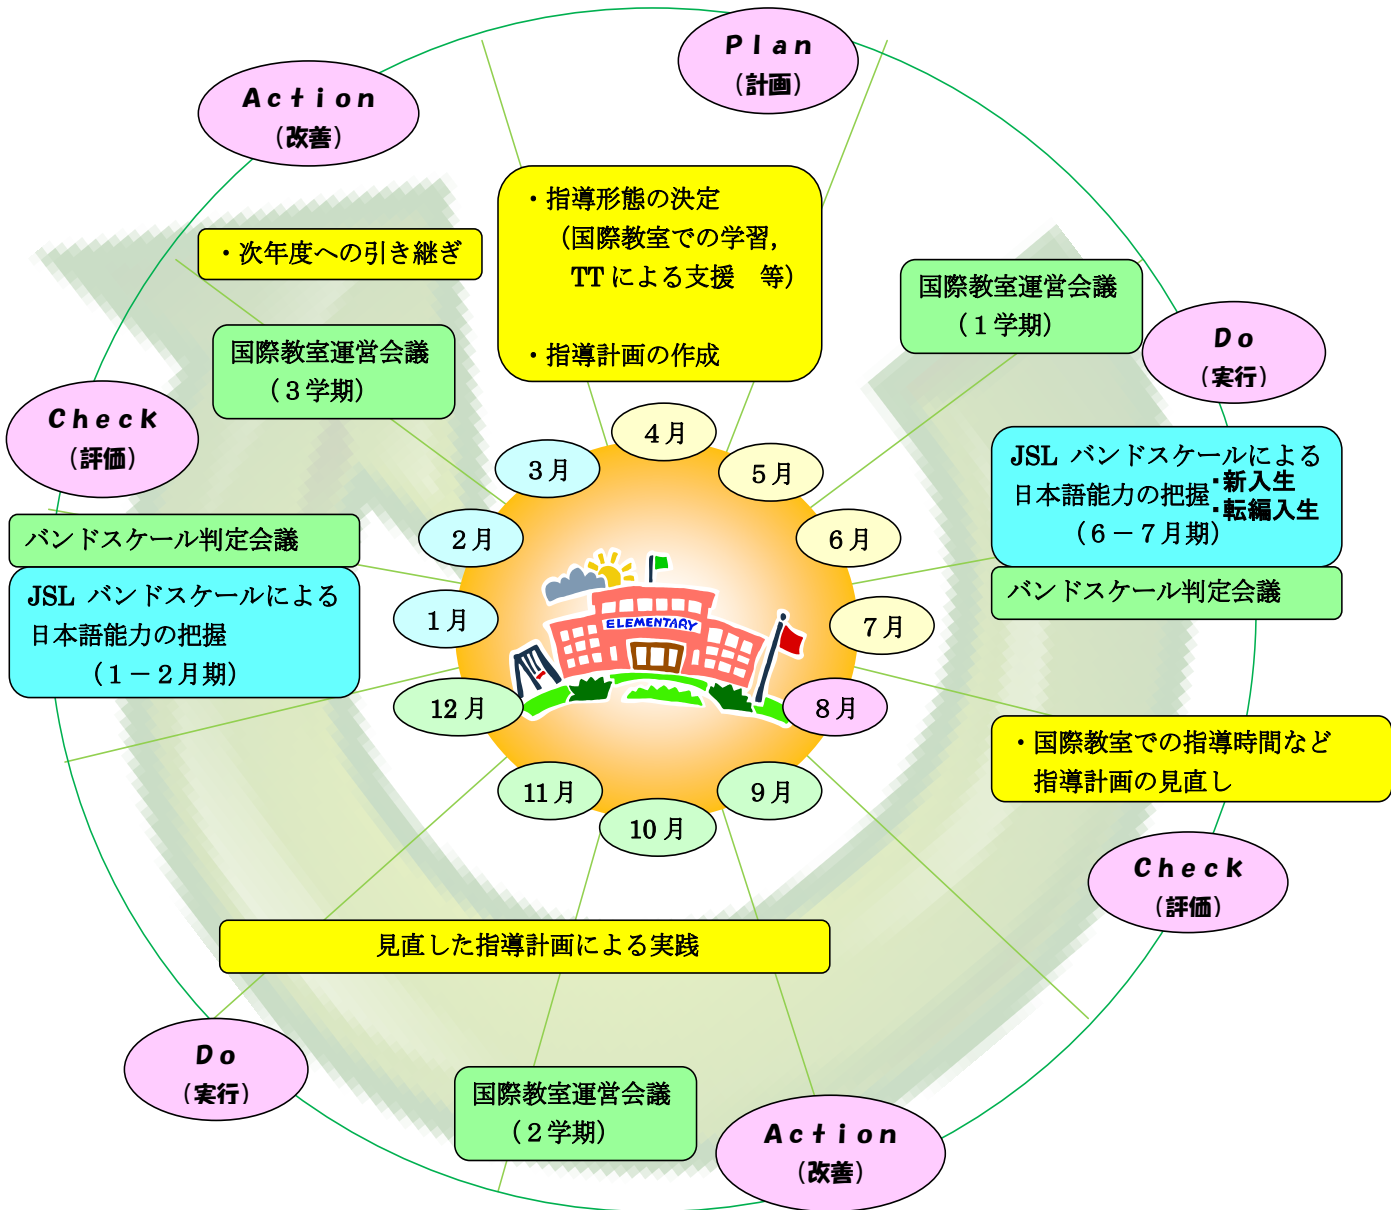 Plan
（計画）
Action
（改善）
・指導形態の決定
（国際教室での学習，
TTによる支援　等）
・指導計画の作成
・次年度への引き継ぎ
国際教室運営会議
（１学期）
国際教室運営会議
（３学期）
Do
（実行）
Check
（評価）
JSL バンドスケールによる
日本語能力の把握
（６－７月期）
・新入生
・転編入生
バンドスケール判定会議
バンドスケール判定会議
JSL バンドスケールによる
日本語能力の把握
（１－２月期）
４月
５月
６月
７月
８月
９月
10月
11月
12月
１月
２月
３月
ELEMENTARY
・国際教室での指導時間など
指導計画の見直し
Check
（評価）
見直した指導計画による実践
Do
（実行）
国際教室運営会議
（２学期）
Action
（改善）